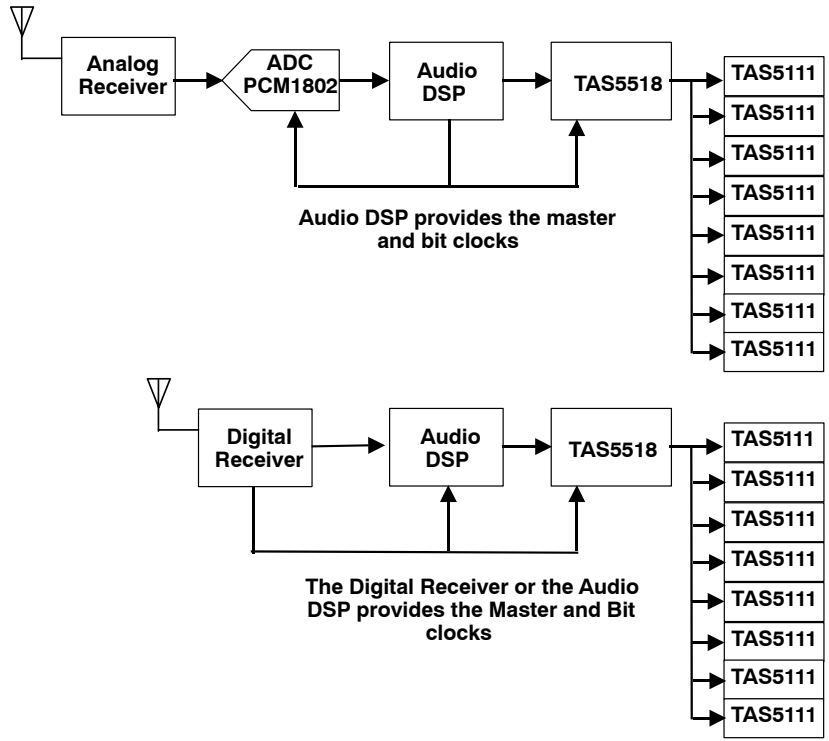 Analog
Receiver
ADC
PCM1802
Audio
DSP
TAS5518
TAS5111
TAS5111
TAS5111
TAS5111
TAS5111
TAS5111
TAS5111
TAS5111
Audio DSP provides the master
and bit clocks
Digital
Receiver
Audio
DSP
TAS5518
TAS5111
TAS5111
TAS5111
TAS5111
TAS5111
TAS5111
TAS5111
TAS5111
The Digital Receiver or the Audio
DSP provides the Master and Bit
clocks